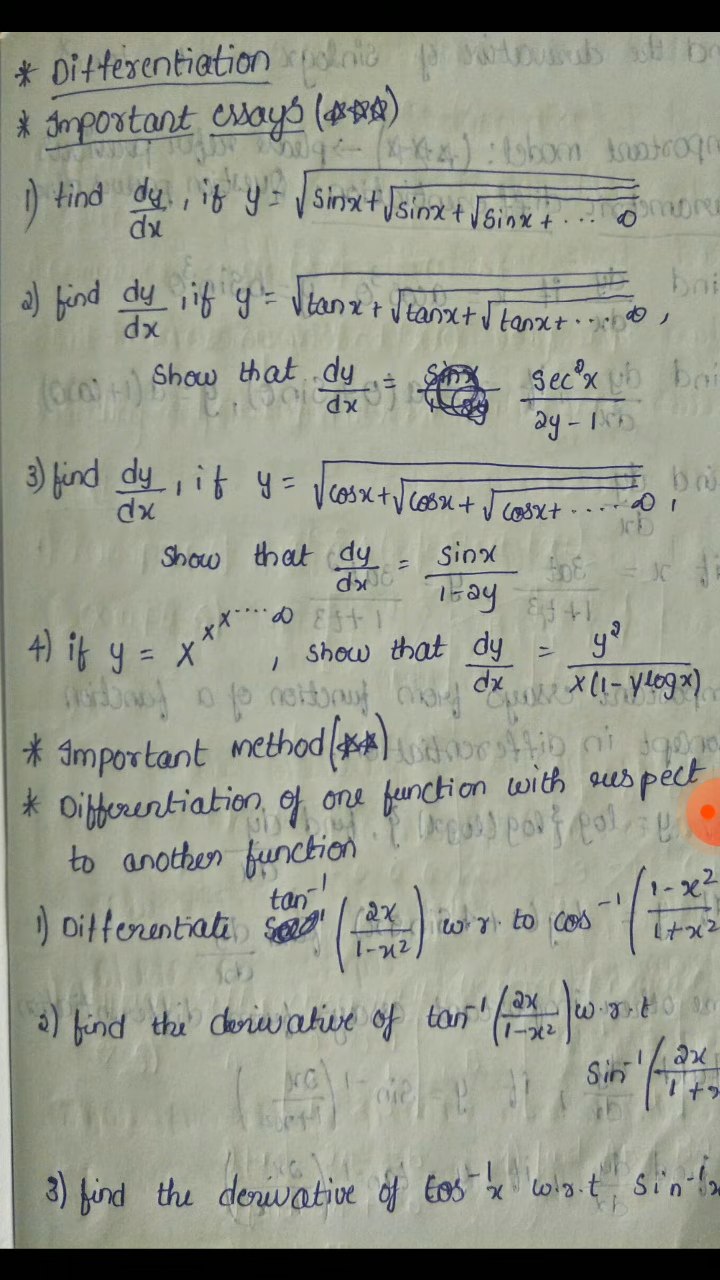 * Differentiation
* Important essays (☆☆☆)
1) find dy/dx, if y = √sinx+√sinx+√sinx+ ... ∞
2) find dy/dx, if y = √tanx+√tanx+√tanx+ .... ∞,
Show that dy/dx = sec²x/2y-1
3) find dy/dx, if y = √cosx+√cosx+√cosx+ ..... ∞,
Show that dy/dx = sinx/1-2y
4) if y = x^x^x^....∞, show that dy/dx = y²/x(1-ylogx)
* Important method (☆☆)
* Differentiation of one function with respect
to another function
1) Differentiate tan⁻¹(2x/1-x²) w.r. to cos⁻¹(1-x²/1+x²
2) find the derivative of tan⁻¹(2x/1-x²) w.r.t
Sin⁻¹(2x/1+
3) find the derivative of cos⁻¹x w.r.t Sin⁻¹x